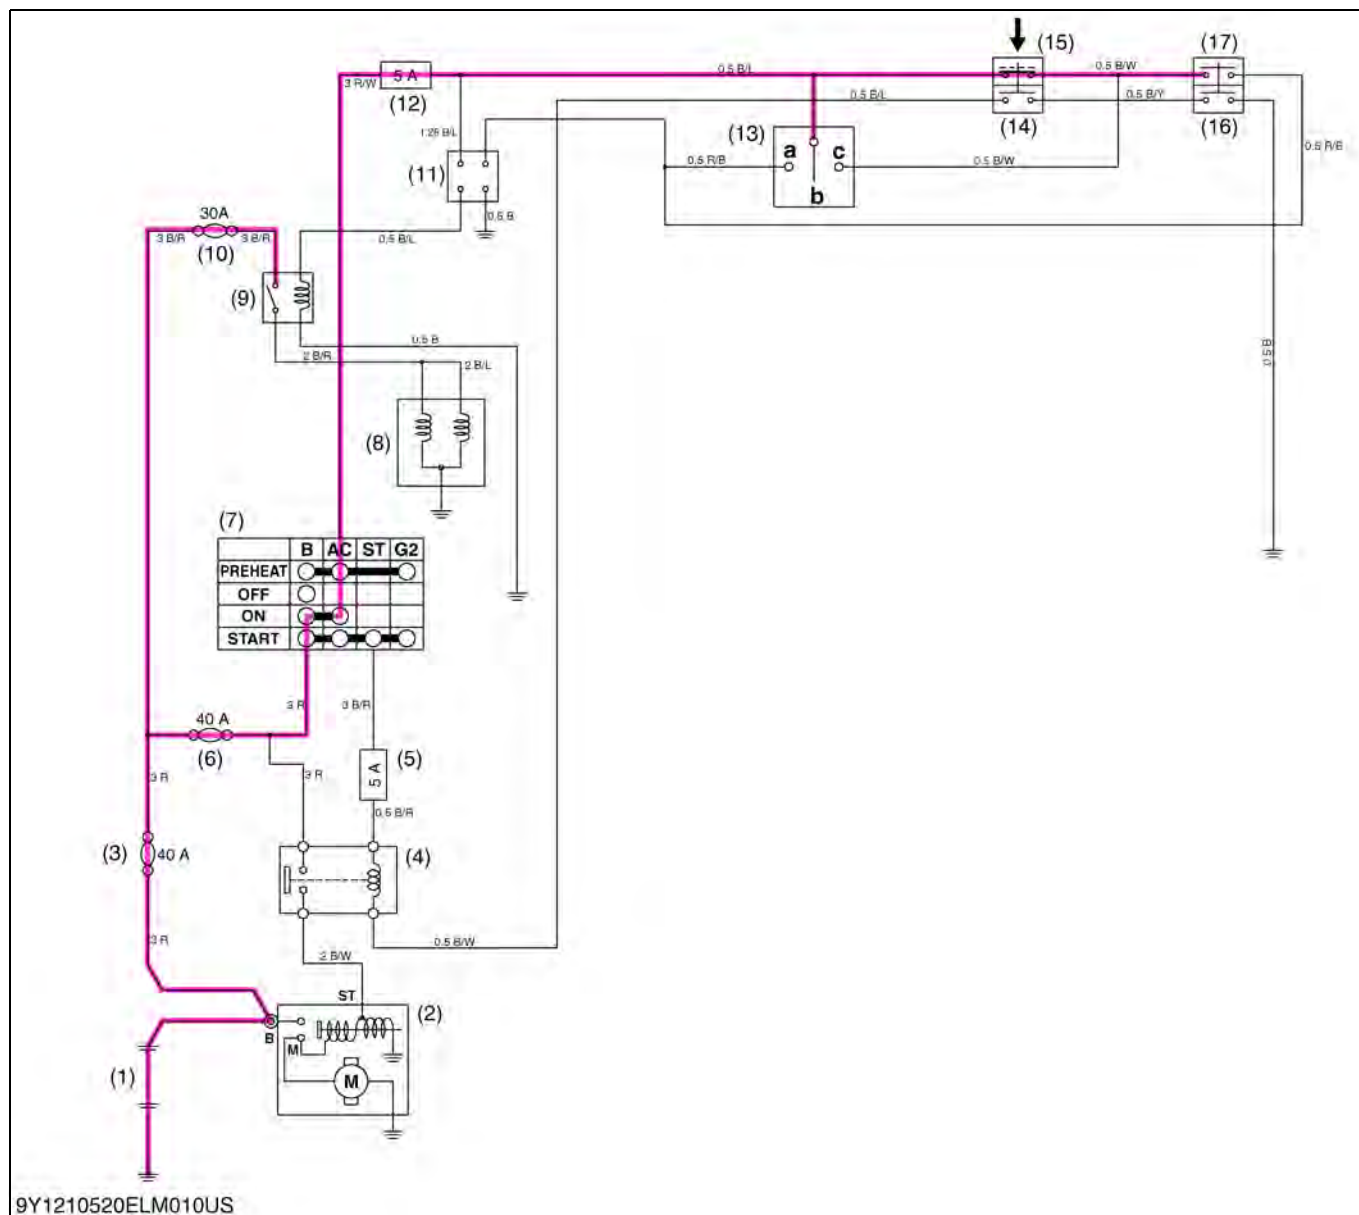 (15)
(17)
0.5 B/L
0.5 B/W
3 R/W
5 A
(12)
0.5 B/L
0.5 B/Y
(14)
(16)
1.25 B/L
(13)
a
c
b
0.5 R/B
0.5 B/W
0.5 R/B
(11)
0.5 B
30A
3 B/R
3 B/R
(10)
0.5 B/L
(9)
0.5 B
2 B/R
2 B/L
0.5 B
(8)
(7)
B AC ST G2
PREHEAT
OFF
ON
START
3 R
3 B/R
40 A
(6)
3 R
3 R
5 A
(5)
0.5 B/R
(3)
40 A
(4)
3 R
0.5 B/W
2 B/W
ST
(2)
B
M
M
(1)
9Y1210520ELM010US